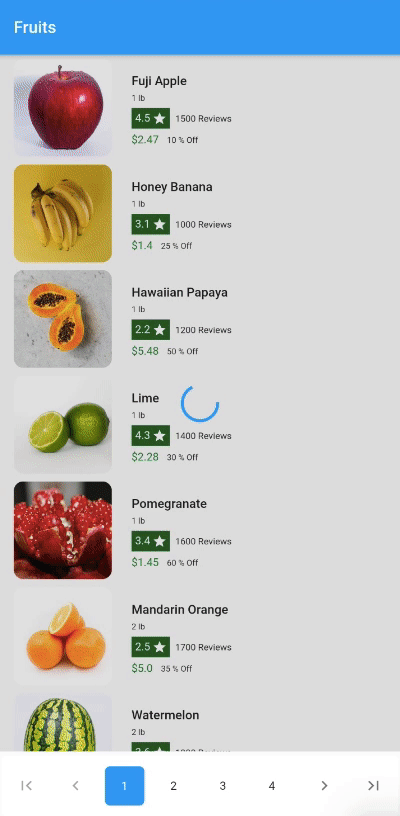 Fruits
Fuji Apple
1 lb
4.5 ★ 1500 Reviews
$2.47 10 % Off
Honey Banana
1 lb
3.1 ★ 1000 Reviews
$1.4 25 % Off
Hawaiian Papaya
1 lb
2.2 ★ 1200 Reviews
$5.48 50 % Off
Lime
1 lb
4.3 ★ 1400 Reviews
$2.28 30 % Off
Pomegranate
1 lb
3.4 ★ 1600 Reviews
$1.45 60 % Off
Mandarin Orange
2 lb
2.5 ★ 1700 Reviews
$5.0 35 % Off
Watermelon
2 lb
Reviews
1 2 3 4